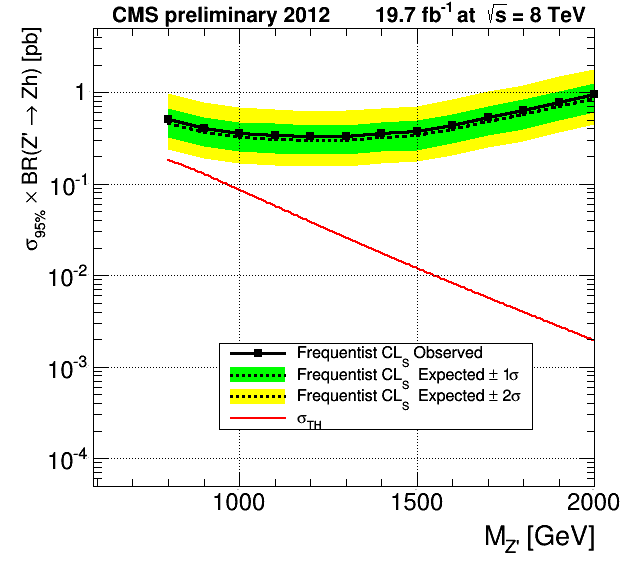 CMS preliminary 2012 19.7 fb⁻¹ at √s = 8 TeV
σ95% × BR(Z' → Zh) [pb]
1
10⁻¹
10⁻²
10⁻³
10⁻⁴
Frequentist CLS Observed
Frequentist CLS Expected ± 1σ
Frequentist CLS Expected ± 2σ
σTH
1000 1500 2000
MZ' [GeV]